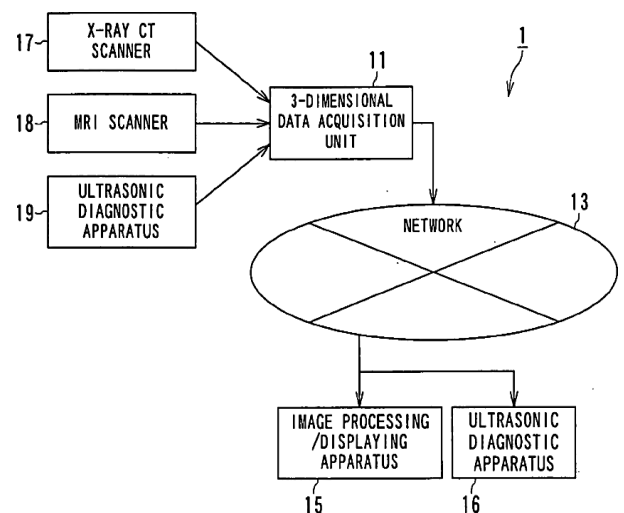 17
X-RAY CT
SCANNER
1
11
3-DIMENSIONAL
DATA ACQUISITION
UNIT
18
MRI SCANNER
19
ULTRASONIC
DIAGNOSTIC
APPARATUS
13
NETWORK
IMAGE PROCESSING
/DISPLAYING
APPARATUS
ULTRASONIC
DIAGNOSTIC
APPARATUS
15
16